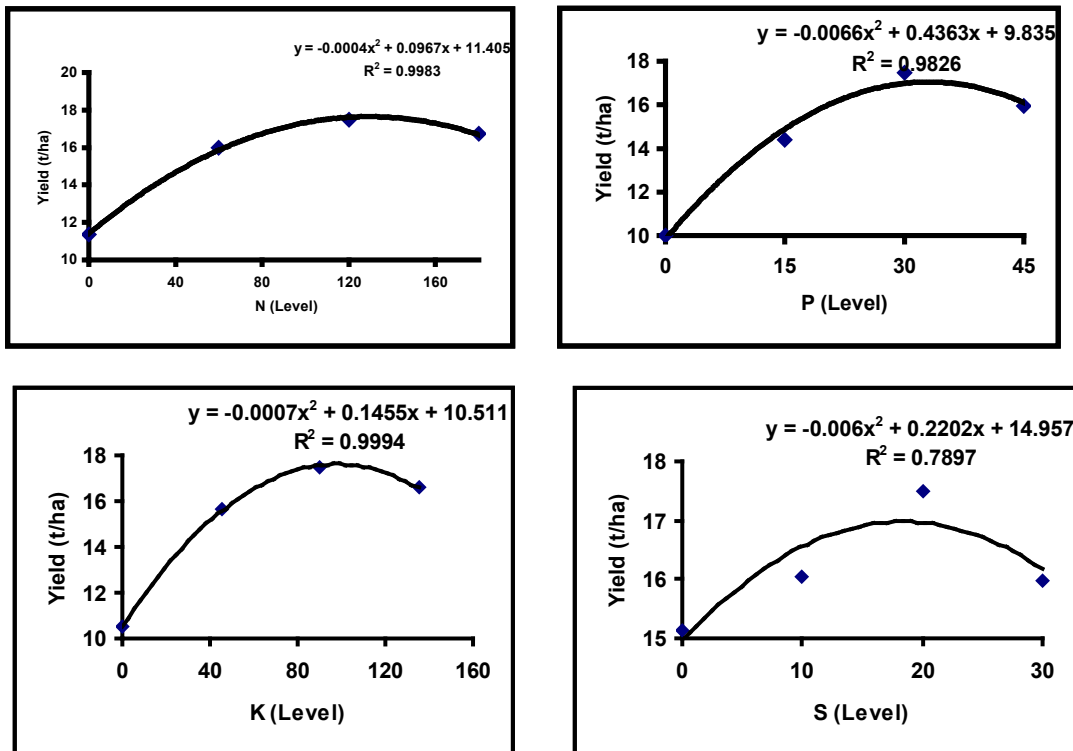 y = -0.0004x² + 0.0967x + 11.405
R² = 0.9983
20
18
16
14
12
10
0 40 80 120 160
Yield (t/ha)
N (Level)
y = -0.0066x² + 0.4363x + 9.835
R² = 0.9826
18
16
14
12
10
0 15 30 45
Yield (t/ha)
P (Level)
y = -0.0007x² + 0.1455x + 10.511
R² = 0.9994
18
16
14
12
10
0 40 80 120 160
Yield (t/ha)
K (Level)
y = -0.006x² + 0.2202x + 14.957
R² = 0.7897
18
17
16
15
0 10 20 30
Yield (t/ha)
S (Level)